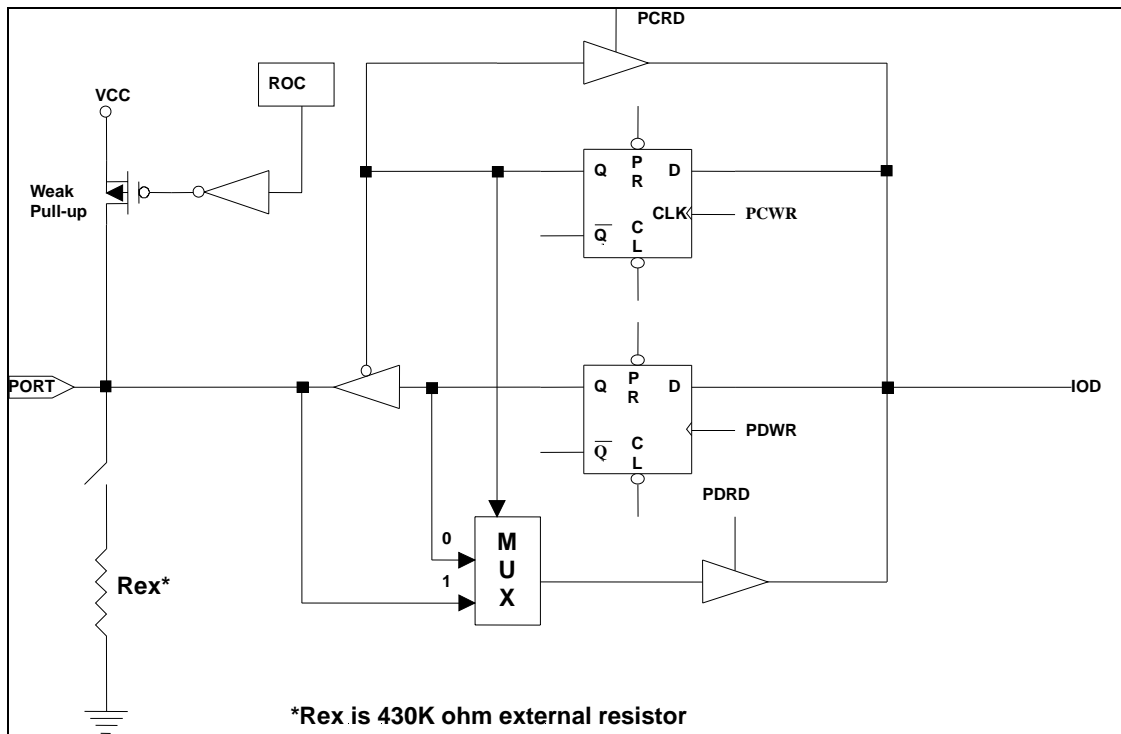 PCRD
ROC
VCC
Weak
Pull-up
Q
P
R
D
CLK
PCWR
Q
C
L
PORT
Q
P
R
D
IOD
PDWR
Q
C
L
PDRD
0
1
M
U
X
Rex*
*Rex is 430K ohm external resistor